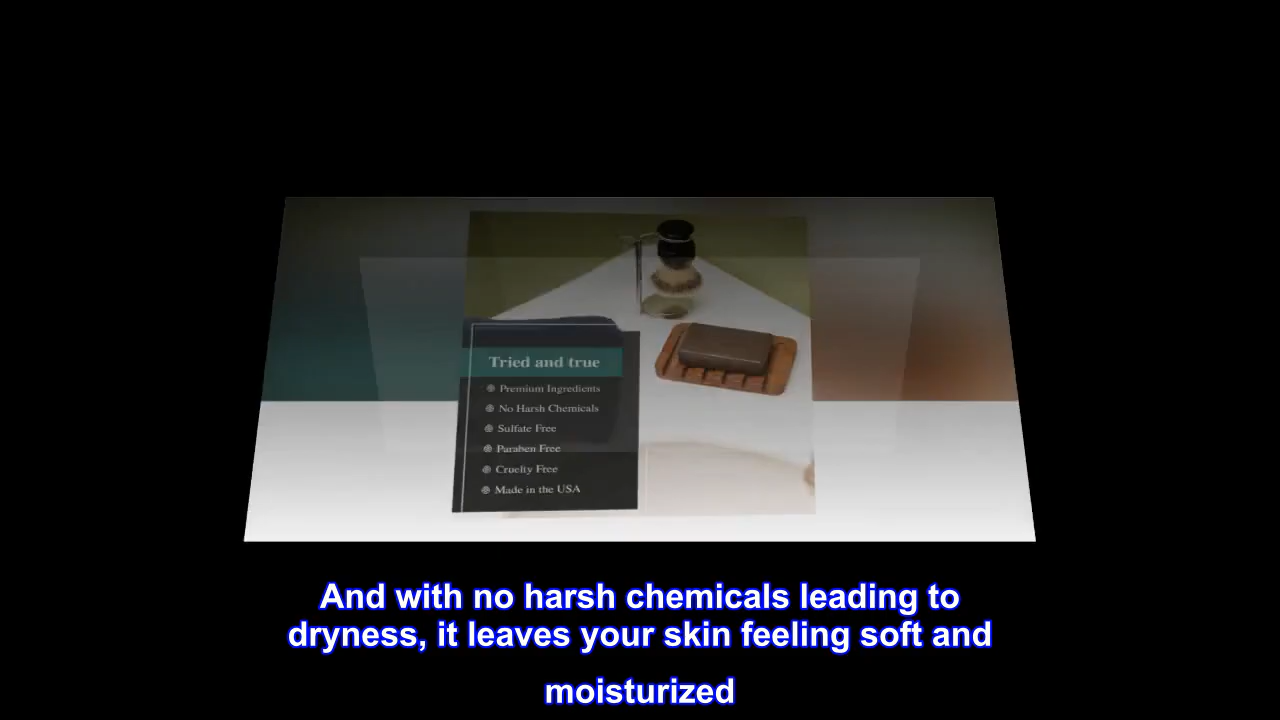 Tried and true
Premium Ingredients
No Harsh Chemicals
Sulfate Free
Paraben Free
Cruelty Free
Made in the USA
And with no harsh chemicals leading to
dryness, it leaves your skin feeling soft and
moisturized